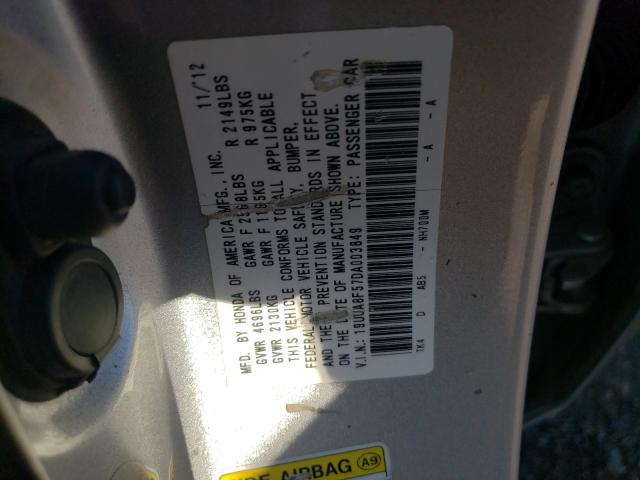 MFD. BY HONDA OF AMERICA MFG., INC. 11/12
GVWR 4696LBS GAWR F 2568LBS R 2149LBS
GVWR 2130KG GAWR F 1165KG R 975KG
THIS VEHICLE CONFORMS TO ALL APPLICABLE
FEDERAL MOTOR VEHICLE SAFETY, BUMPER,
AND THEFT PREVENTION STANDARDS IN EFFECT
ON THE DATE OF MANUFACTURE SHOWN ABOVE.
V.I.N.: 19UUA8F57DA003849 TYPE: PASSENGER CAR
TK4 D AB5 - NH700M - A - A
SIDE AIRBAG A9